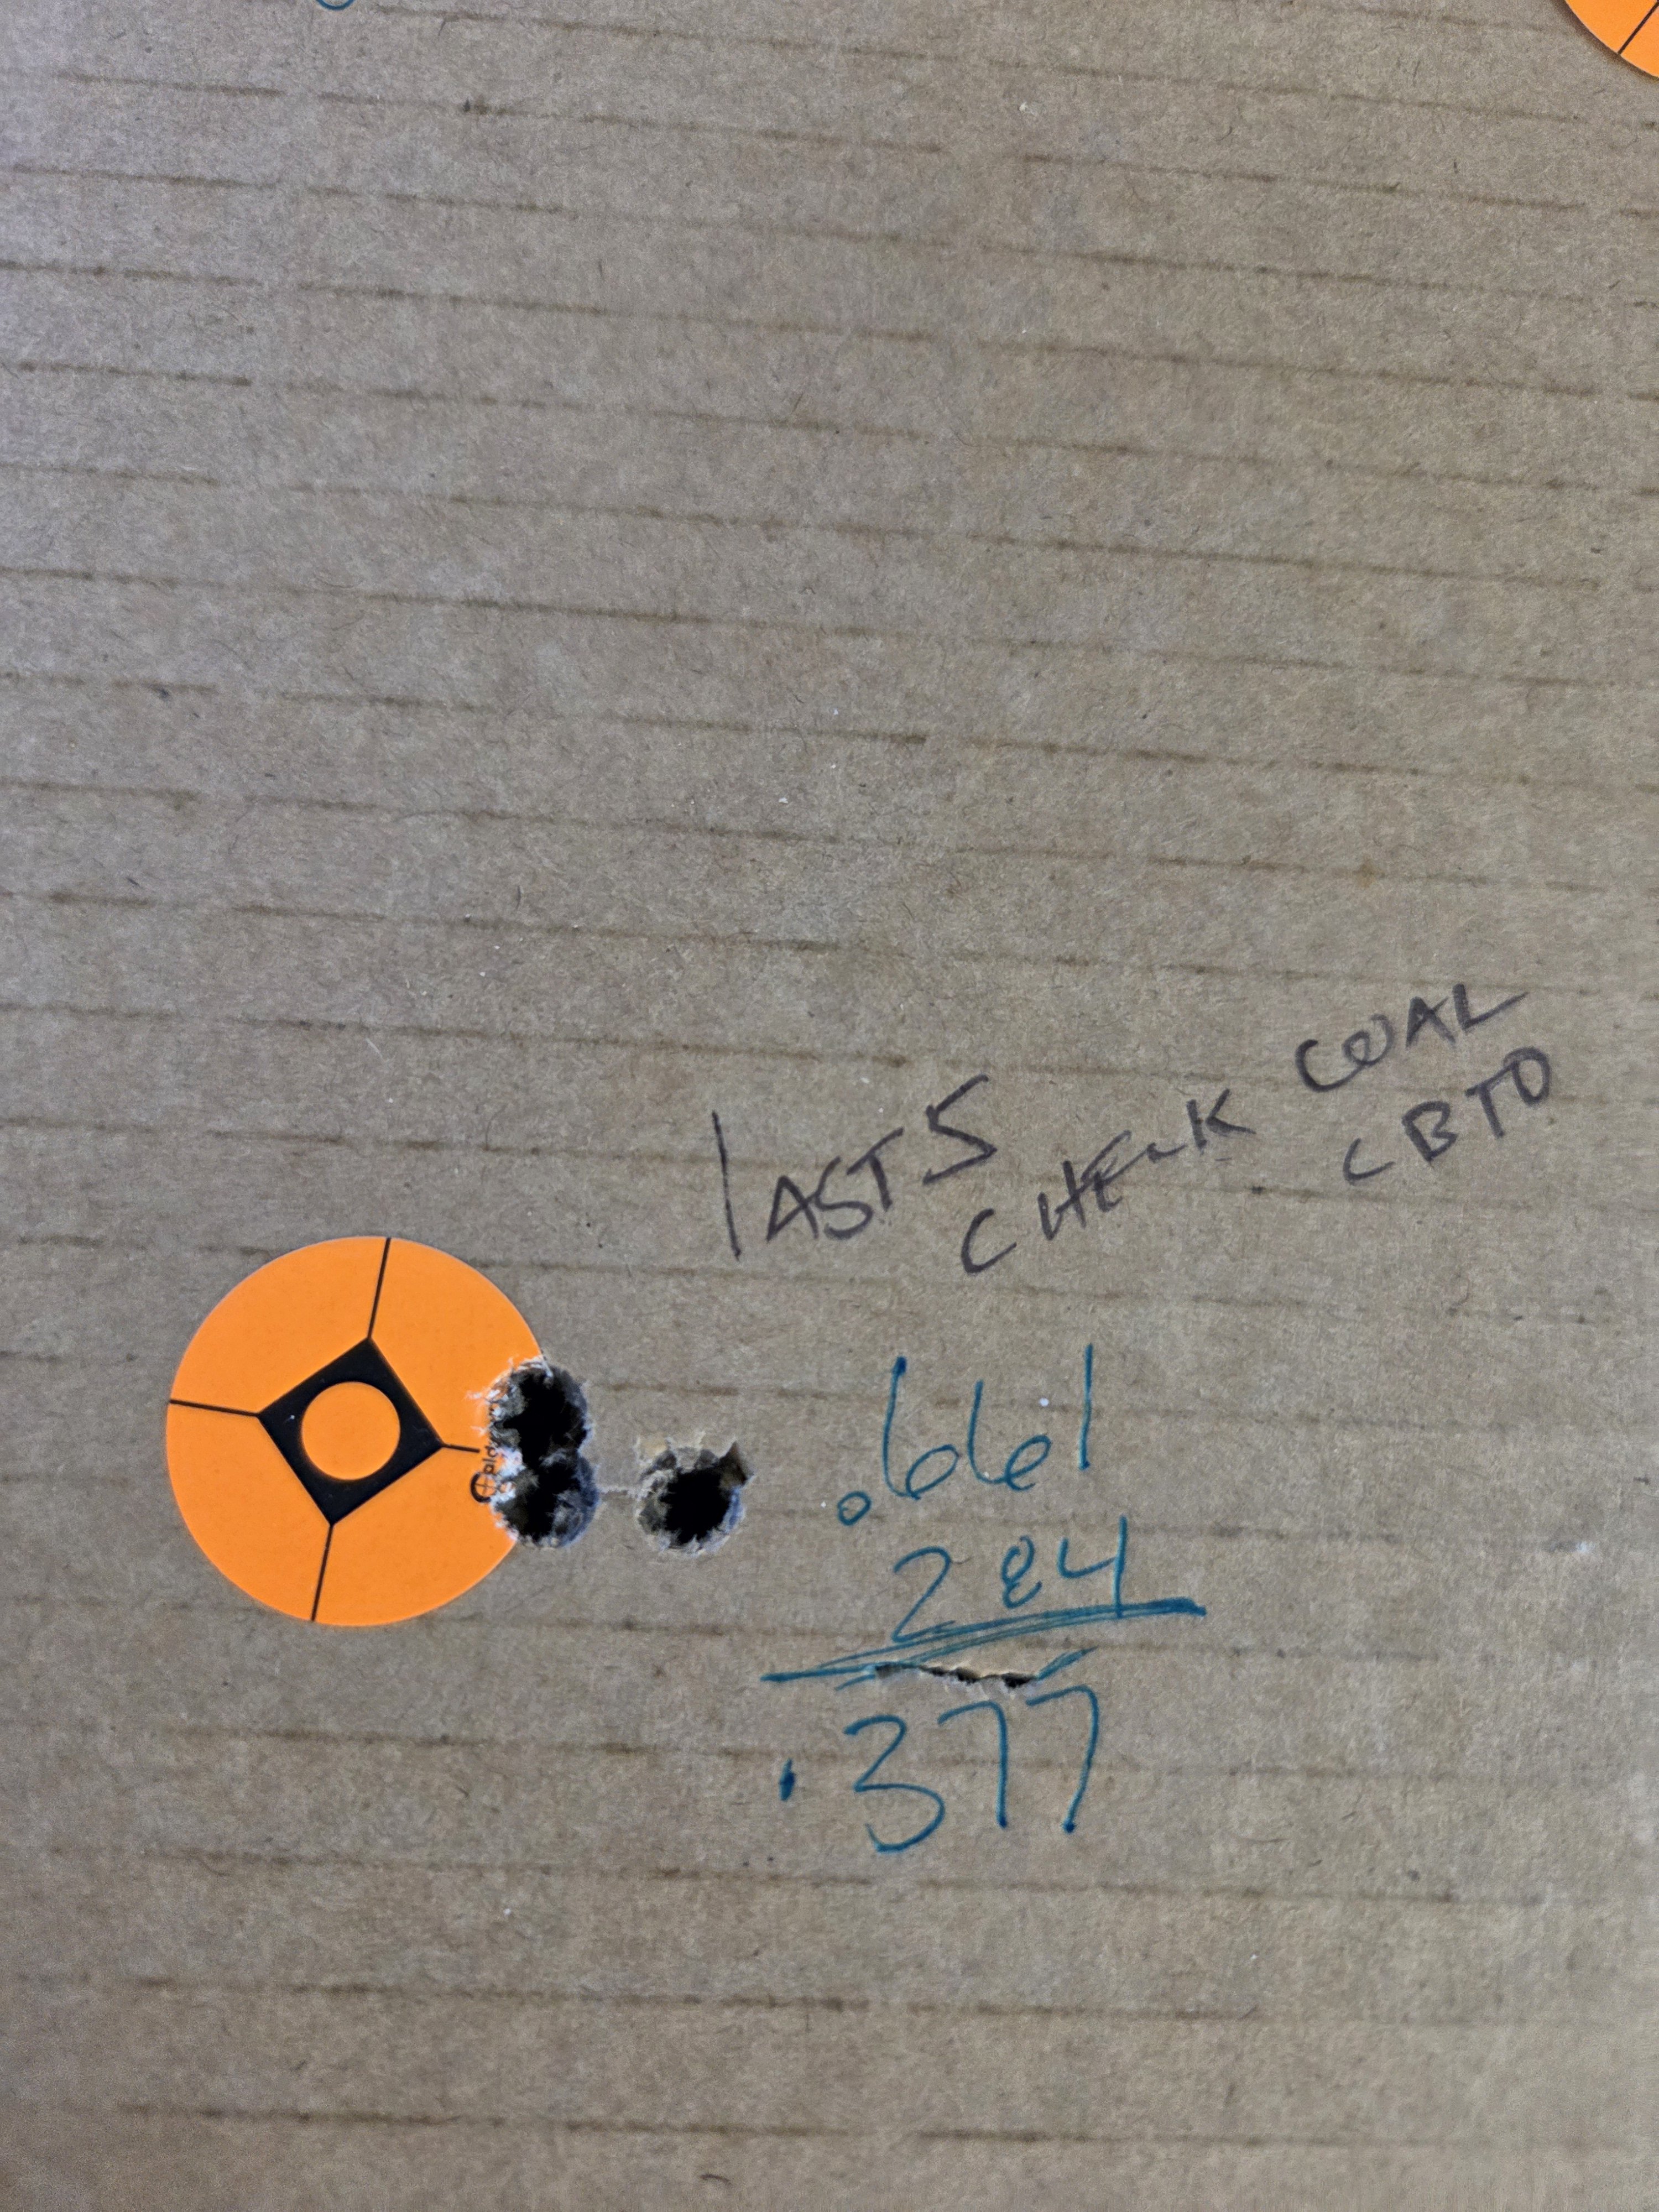 LAST 5
CHECK COAL
CBTO
.661
284
.377